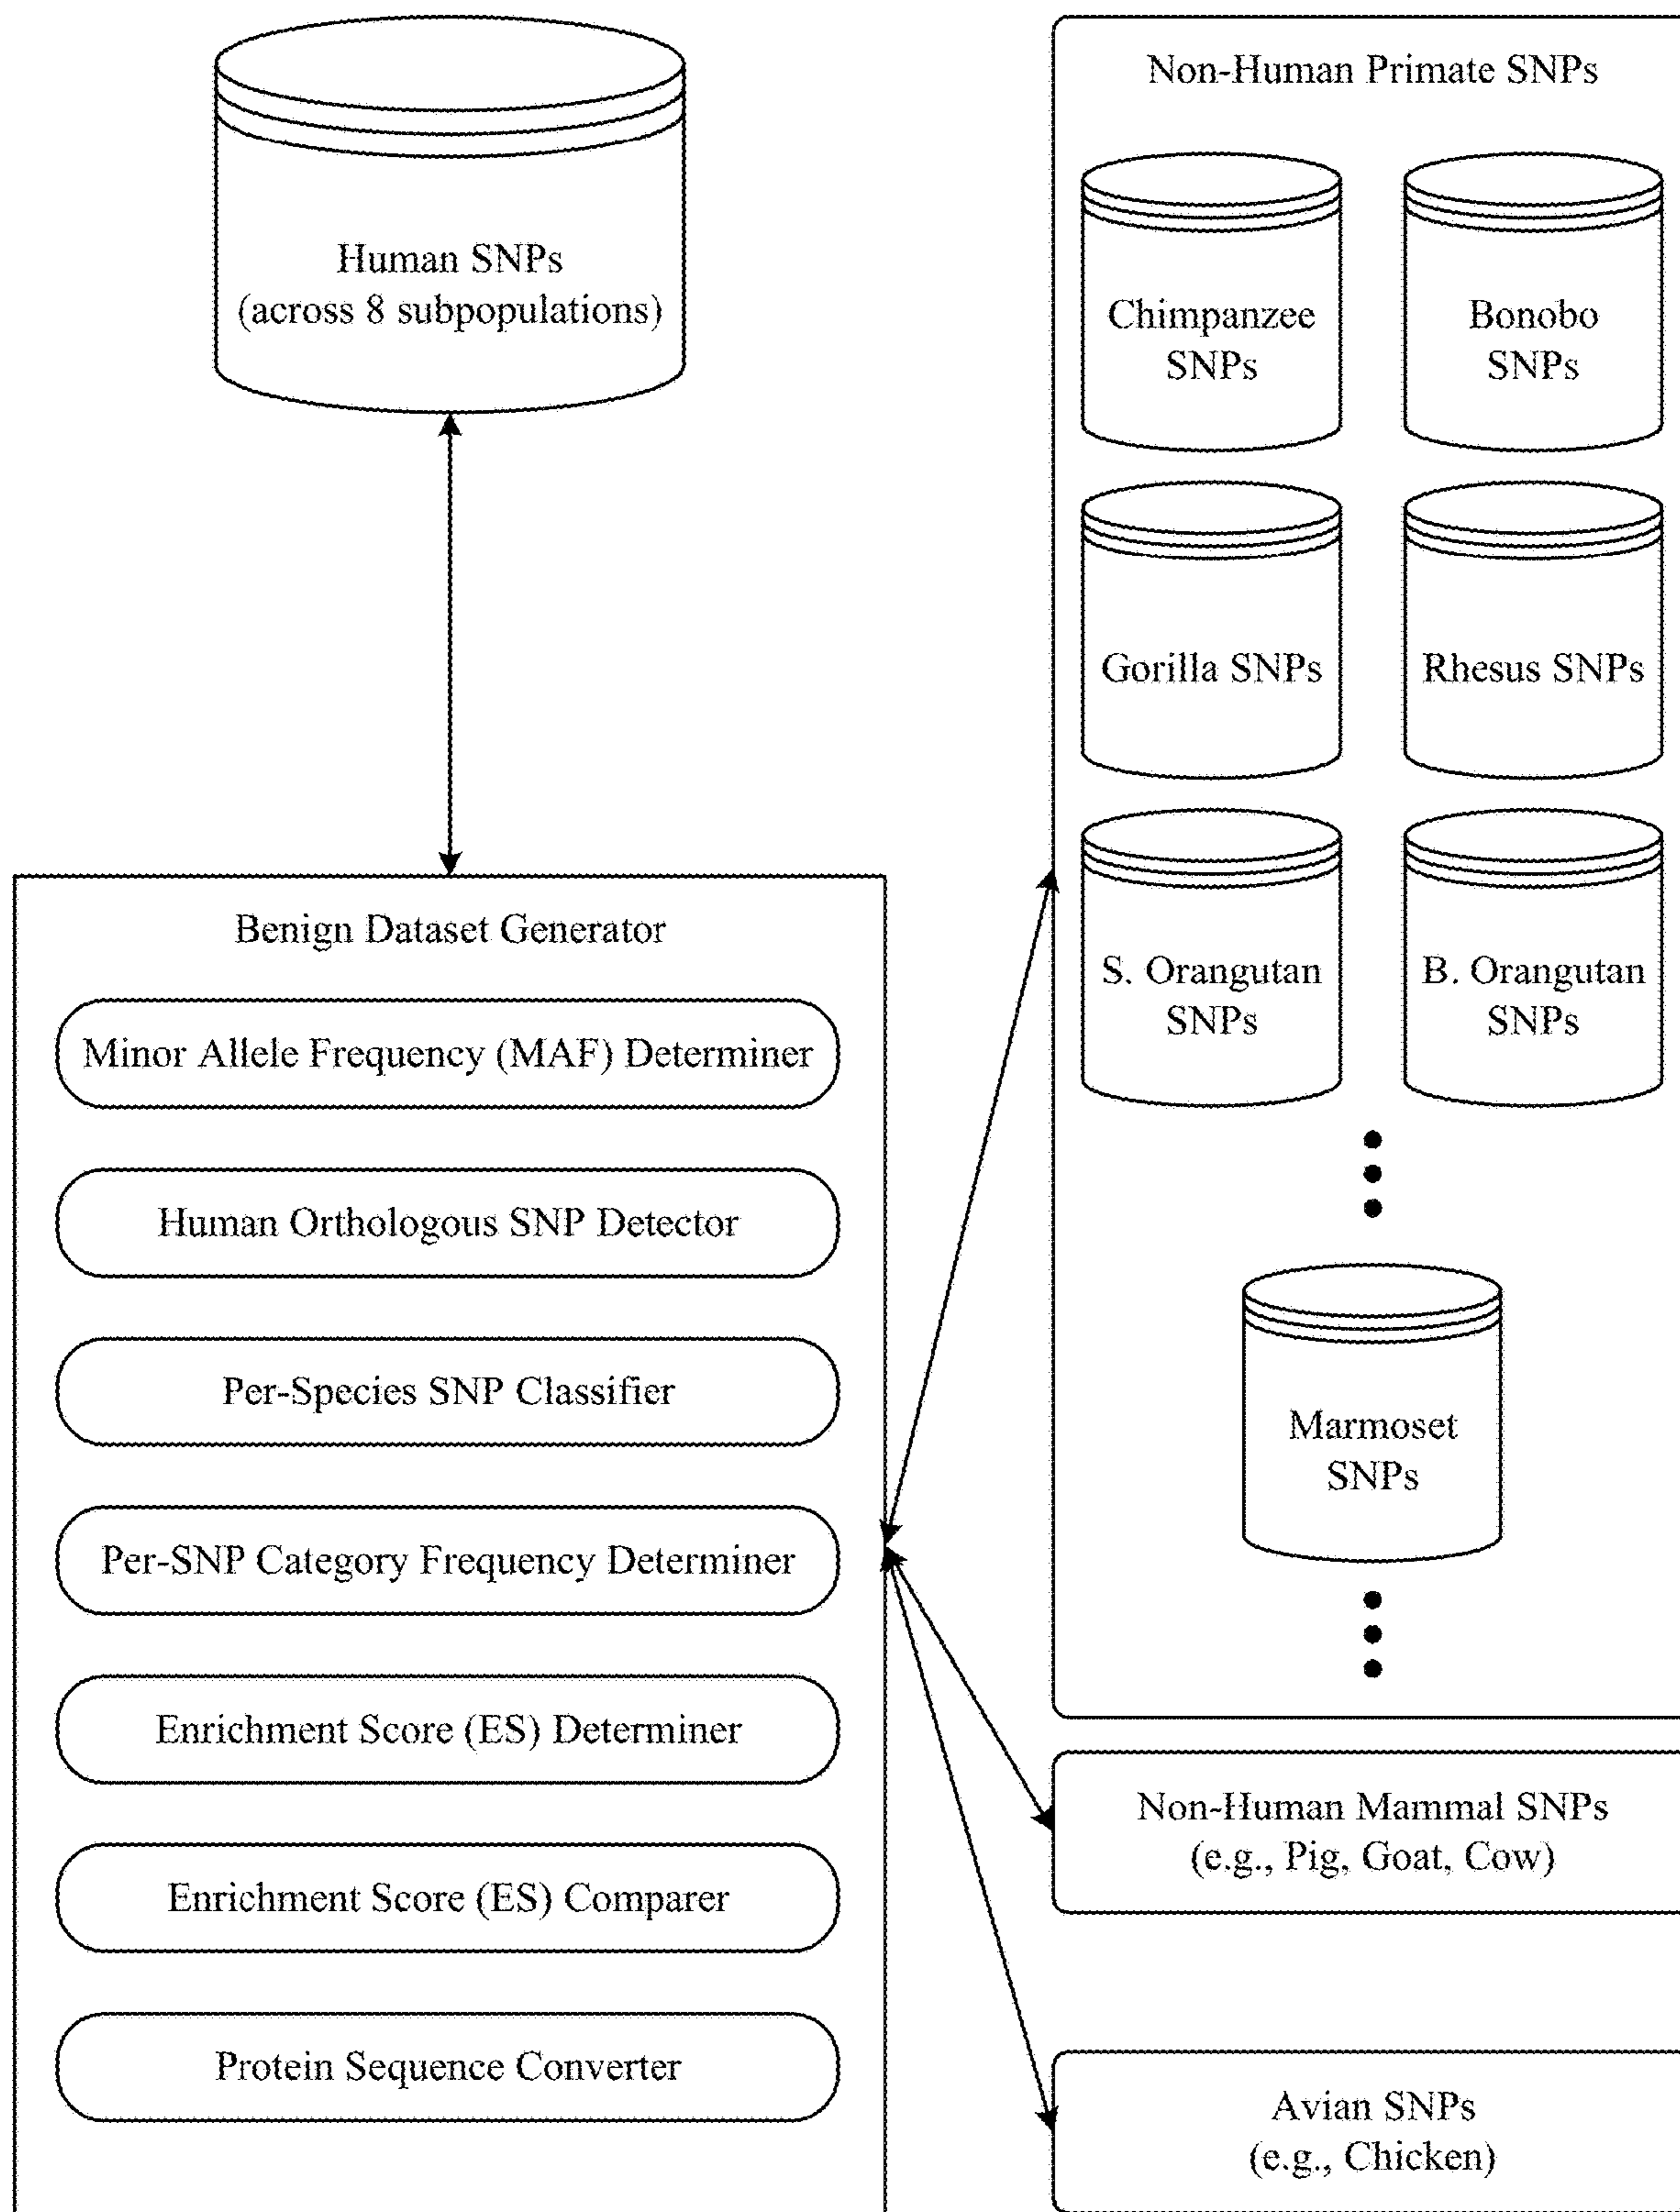 Human SNPs
(across 8 subpopulations)
Benign Dataset Generator
Minor Allele Frequency (MAF) Determiner
Human Orthologous SNP Detector
Per-Species SNP Classifier
Per-SNP Category Frequency Determiner
Enrichment Score (ES) Determiner
Enrichment Score (ES) Comparer
Protein Sequence Converter
Non-Human Primate SNPs
Chimpanzee
SNPs
Bonobo
SNPs
Gorilla SNPs
Rhesus SNPs
S. Orangutan
SNPs
B. Orangutan
SNPs
Marmoset
SNPs
Non-Human Mammal SNPs
(e.g., Pig, Goat, Cow)
Avian SNPs
(e.g., Chicken)